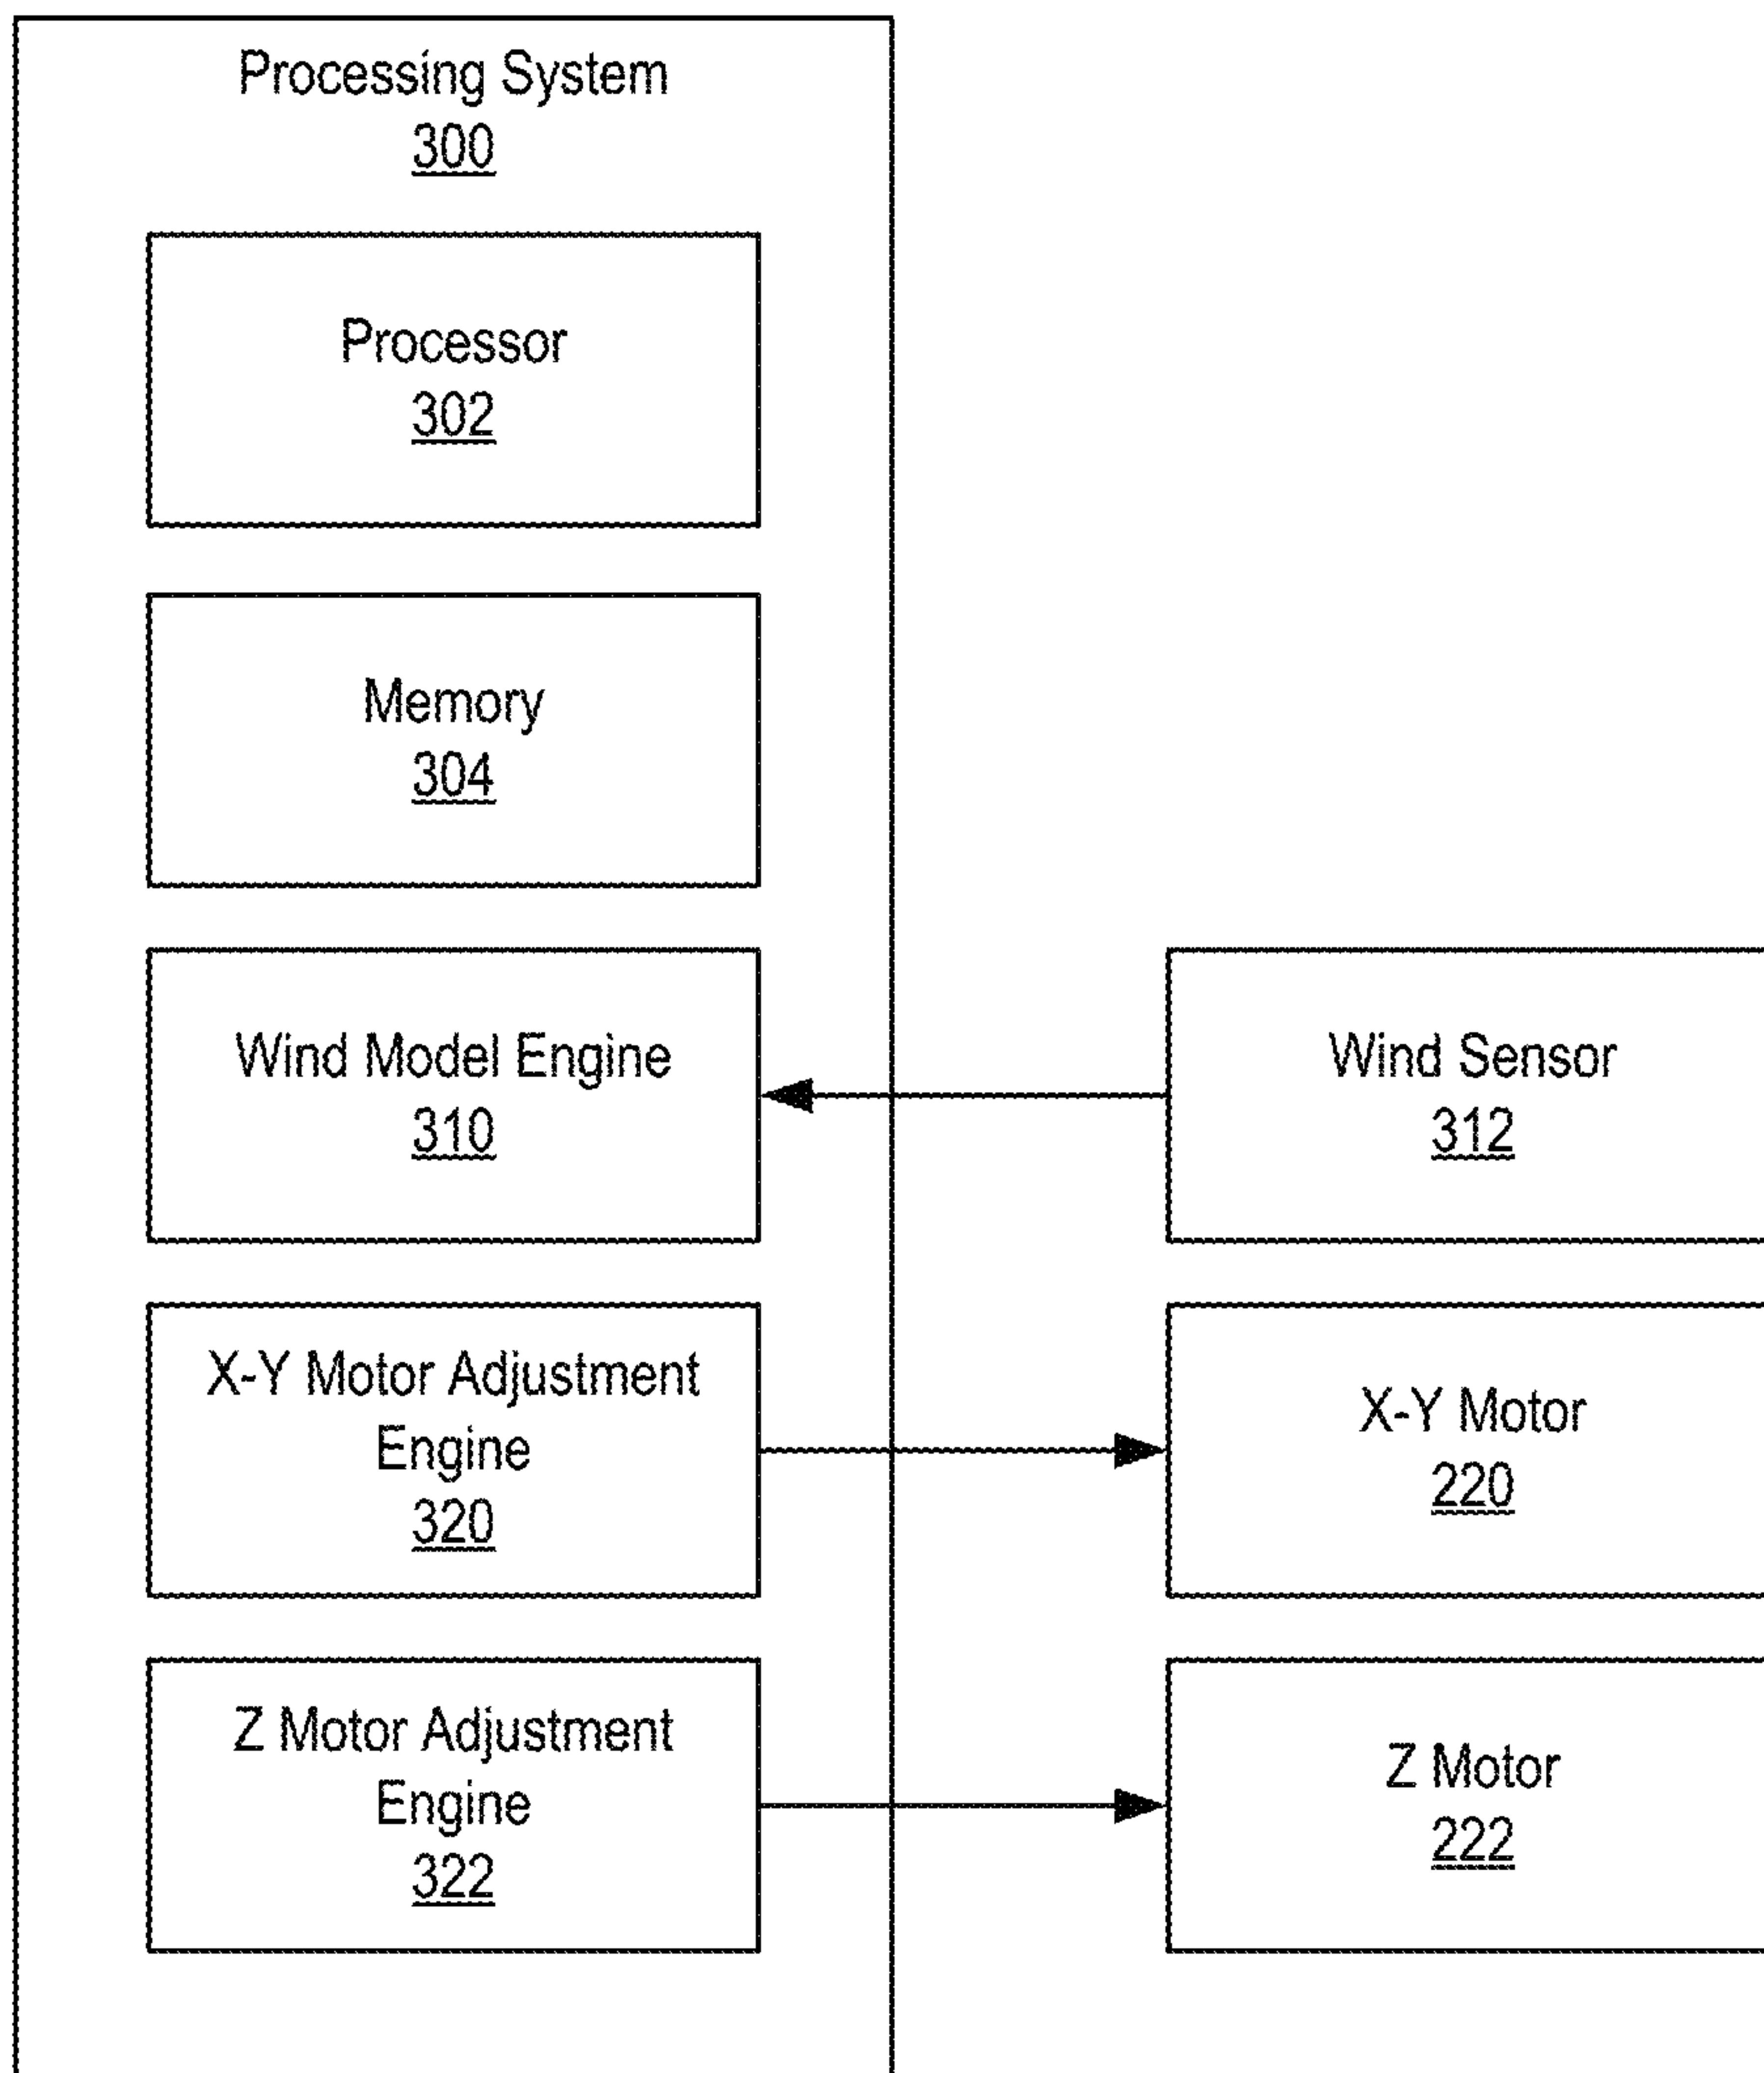 Processing System
300
Processor
302
Memory
304
Wind Model Engine
310
Wind Sensor
312
X-Y Motor Adjustment
Engine
320
X-Y Motor
220
Z Motor Adjustment
Engine
322
Z Motor
222